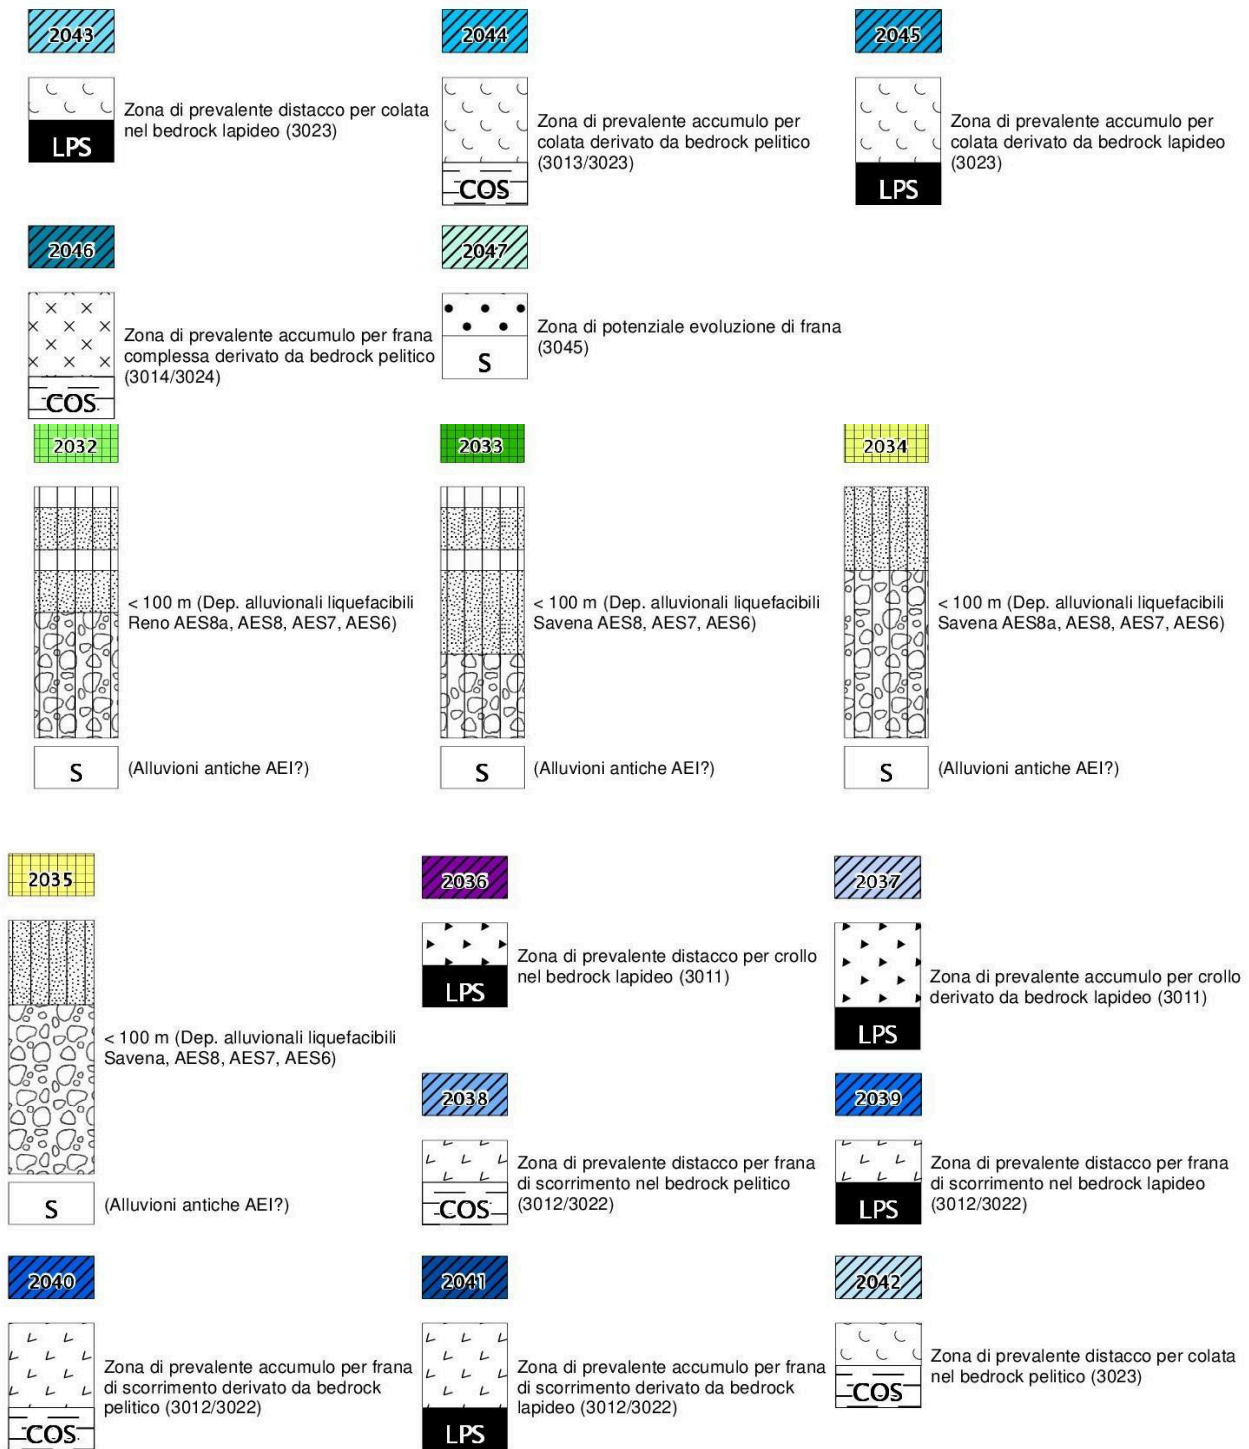 2043
2044
2045
Zona di prevalente distacco per colata
nel bedrock lapideo (3023)
LPS
Zona di prevalente accumulo per
colata derivato da bedrock pelitico
(3013/3023)
COS
Zona di prevalente accumulo per
colata derivato da bedrock lapideo
(3023)
LPS
2046
2047
Zona di prevalente accumulo per frana
complessa derivato da bedrock pelitico
(3014/3024)
COS
Zona di potenziale evoluzione di frana
(3045)
S
2032
2033
2034
< 100 m (Dep. alluvionali liquefacibili
Reno AES8a, AES8, AES7, AES6)
< 100 m (Dep. alluvionali liquefacibili
Savena AES8, AES7, AES6)
< 100 m (Dep. alluvionali liquefacibili
Savena AES8a, AES8, AES7, AES6)
S
(Alluvioni antiche AEI?)
S
(Alluvioni antiche AEI?)
S
(Alluvioni antiche AEI?)
2035
2036
2037
< 100 m (Dep. alluvionali liquefacibili
Savena, AES8, AES7, AES6)
S
(Alluvioni antiche AEI?)
Zona di prevalente distacco per crollo
nel bedrock lapideo (3011)
LPS
Zona di prevalente accumulo per crollo
derivato da bedrock lapideo (3011)
LPS
2038
2039
Zona di prevalente distacco per frana
di scorrimento nel bedrock pelitico
(3012/3022)
COS
Zona di prevalente distacco per frana
di scorrimento nel bedrock lapideo
(3012/3022)
LPS
2040
2041
2042
Zona di prevalente accumulo per frana
di scorrimento derivato da bedrock
pelitico (3012/3022)
COS
Zona di prevalente accumulo per frana
di scorrimento derivato da bedrock
lapideo (3012/3022)
LPS
Zona di prevalente distacco per colata
nel bedrock pelitico (3023)
COS